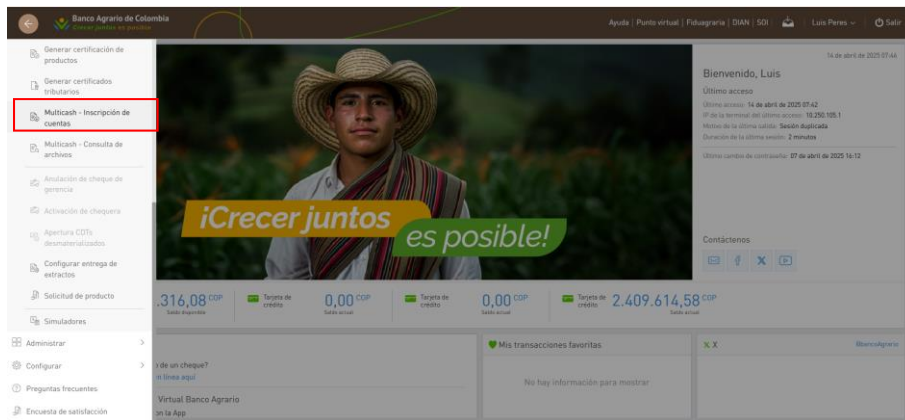 Banco Agrario de Colombia
Crecer juntos es posible
Ayuda | Punto virtual | Fiduagraria | DIAN | SOI
Luis Peres
Salir
Generar certificación de
productos
Generar certificados
tributarios
Multicash - Inscripción de
cuentas
Multicash - Consulta de
archivos
Anulación de cheque de
gerencia
Activación de chequera
Apertura CDTs
desmaterializados
Configurar entrega de
extractos
Solicitud de producto
Simuladores
Administrar
Configurar
Preguntas frecuentes
Encuesta de satisfacción
¡Crecer juntos
es posible!
14 de abril de 2025 07:44
Bienvenido, Luis
Último acceso
Último acceso: 14 de abril de 2025 07:42
IP de la terminal del último acceso: 10.250.105.1
Motivo de la última salida: Sesión duplicada
Duración de la última sesión: 2 minutos
Último cambio de contraseña: 07 de abril de 2025 16:12
Contáctenos
.316,08 COP
Saldo disponible
Tarjeta de
crédito
0,00 COP
Saldo actual
Tarjeta de
crédito
0,00 COP
Saldo actual
Tarjeta de
crédito
2.409.614,58 COP
Saldo actual
de un cheque?
en línea aquí
Virtual Banco Agrario
on la App
Mis transacciones favoritas
No hay información para mostrar
X
@bancoAgrario